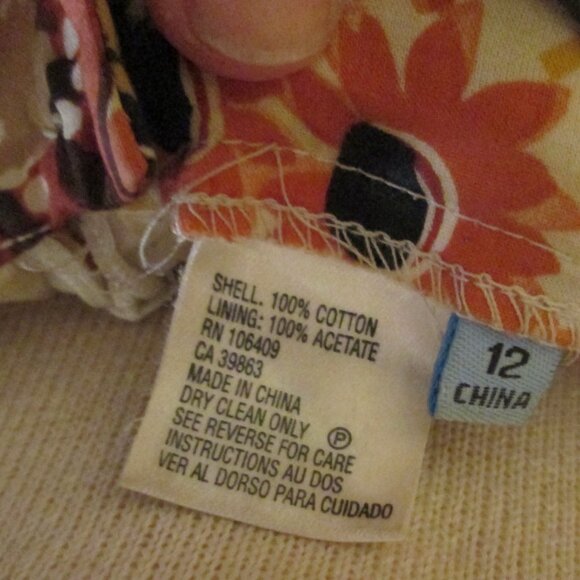 SHELL. 100% COTTON
LINING: 100% ACETATE
RN 106409
CA 39863
MADE IN CHINA
DRY CLEAN ONLY Ⓟ
SEE REVERSE FOR CARE
INSTRUCTIONS AU DOS
VER AL DORSO PARA CUIDADO
12
CHINA